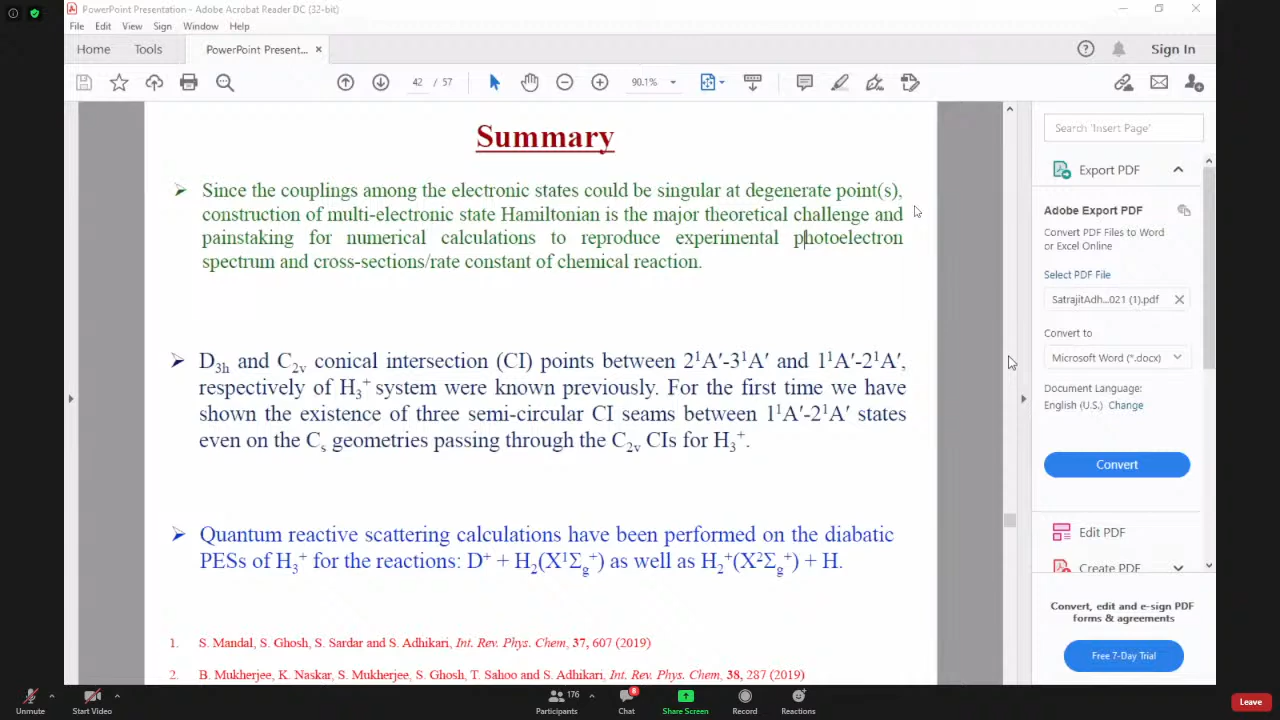 PowerPoint Presentation - Adobe Acrobat Reader DC (32-bit)
File Edit View Sign Window Help
Home Tools PowerPoint Present... × Sign In
42 / 57 90.1%
Summary
➢ Since the couplings among the electronic states could be singular at degenerate point(s),
construction of multi-electronic state Hamiltonian is the major theoretical challenge and
painstaking for numerical calculations to reproduce experimental photoelectron
spectrum and cross-sections/rate constant of chemical reaction.
➢ D₃ₕ and C₂ᵥ conical intersection (CI) points between 2¹A′-3¹A′ and 1¹A′-2¹A′,
respectively of H₃⁺ system were known previously. For the first time we have
shown the existence of three semi-circular CI seams between 1¹A′-2¹A′ states
even on the Cₛ geometries passing through the C₂ᵥ CIs for H₃⁺.
➢ Quantum reactive scattering calculations have been performed on the diabatic
PESs of H₃⁺ for the reactions: D⁺ + H₂(X¹Σg⁺) as well as H₂⁺(X²Σg⁺) + H.
1. S. Mandal, S. Ghosh, S. Sardar and S. Adhikari, Int. Rev. Phys. Chem, 37, 607 (2019)
2. B. Mukherjee, K. Naskar, S. Mukherjee, S. Ghosh, T. Sahoo and S. Adhikari, Int. Rev. Phys. Chem, 38, 287 (2019)
Search 'Insert Page'
Export PDF
Adobe Export PDF
Convert PDF Files to Word
or Excel Online
Select PDF File
SatrajitAdh...021 (1).pdf ×
Convert to
Microsoft Word (*.docx)
Document Language:
English (U.S.) Change
Convert
Edit PDF
Create PDF
Convert, edit and e-sign PDF
forms & agreements
Free 7-Day Trial
Unmute Start Video Participants 176 Chat 8 Share Screen Record Reactions Leave